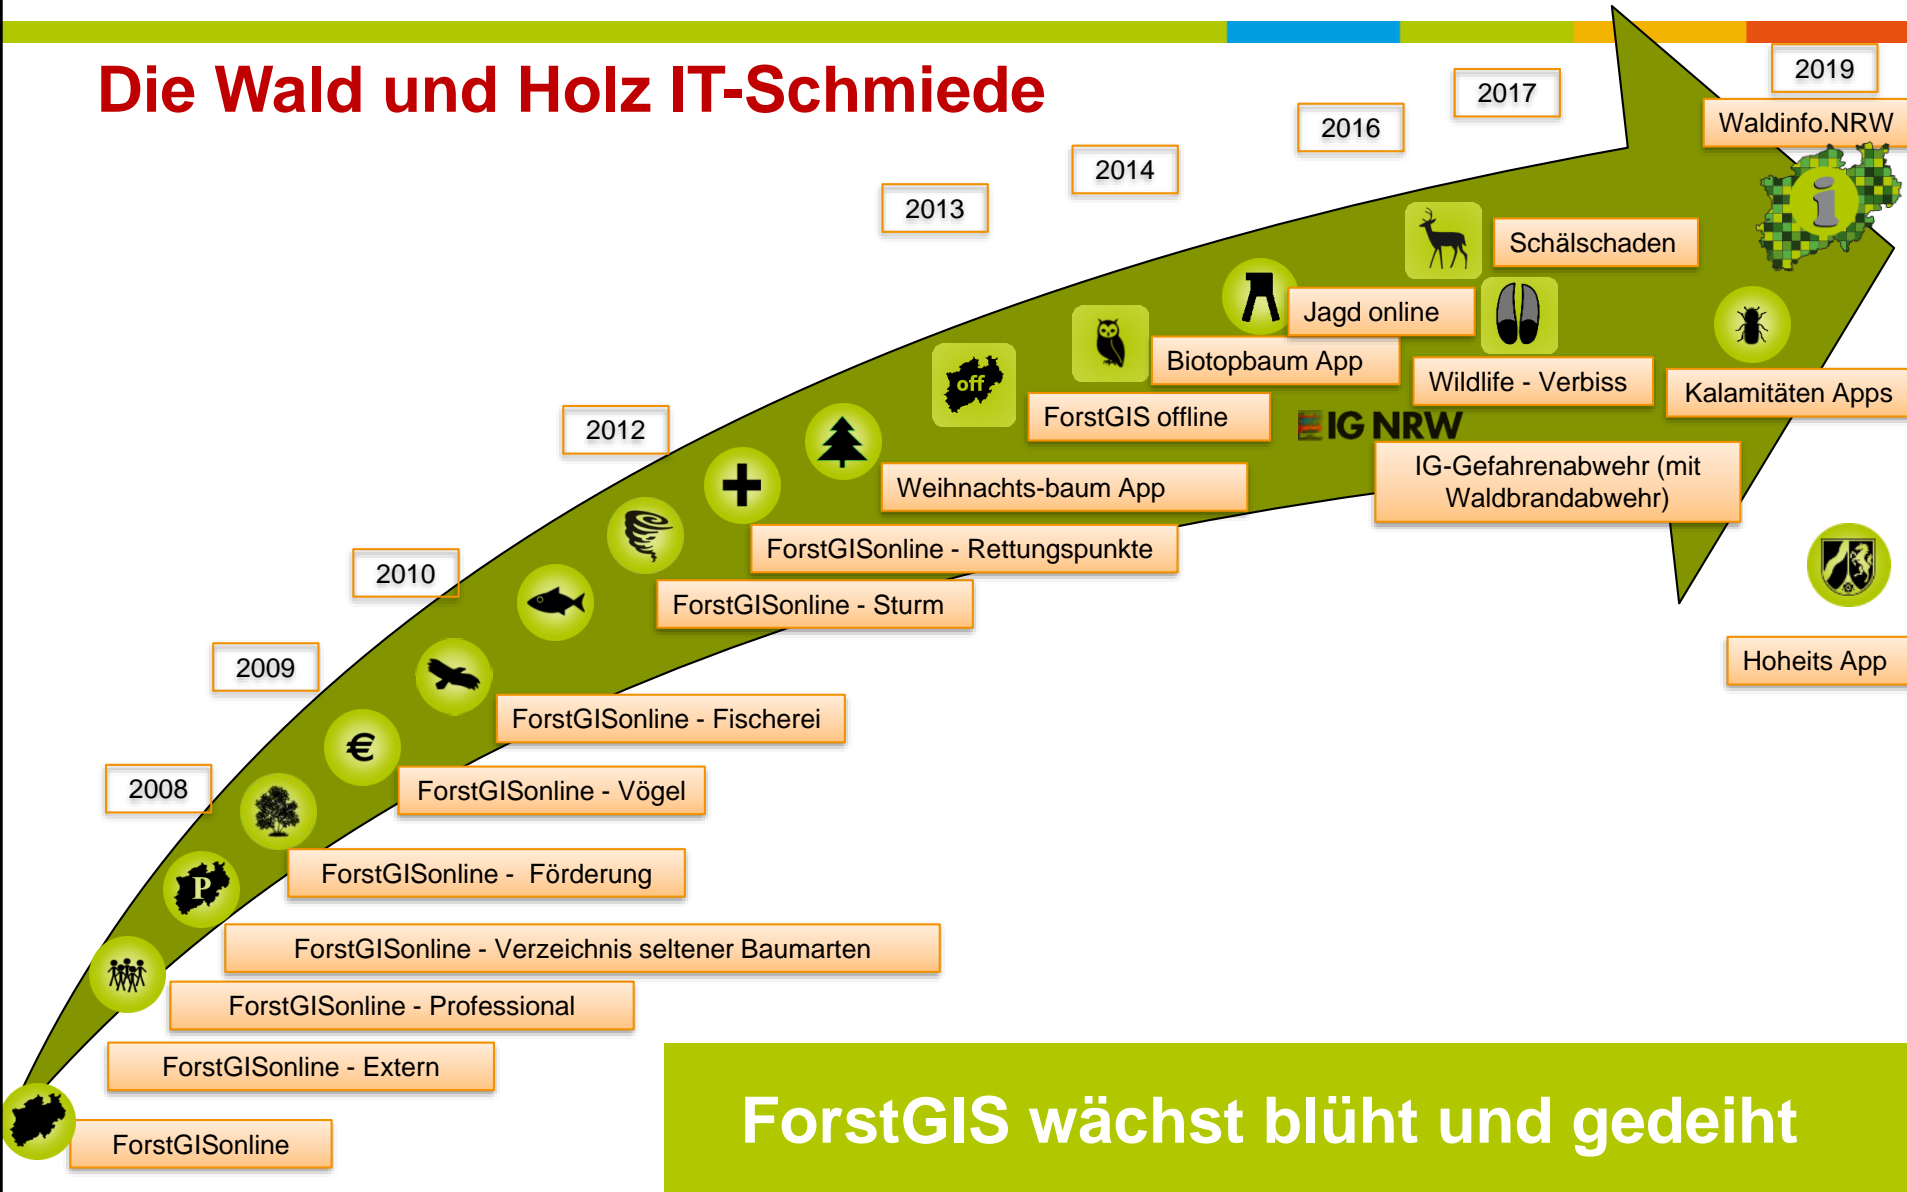 Die Wald und Holz IT-Schmiede
2019
2017
2016
2014
2013
2012
2010
2009
2008
Waldinfo.NRW
i
Schälschaden
Jagd online
Biotopbaum App
Wildlife - Verbiss
Kalamitäten Apps
off
ForstGIS offline
EIG NRW
IG-Gefahrenabwehr (mit
Waldbrandabwehr)
Weihnachts-baum App
ForstGISonline - Rettungspunkte
ForstGISonline - Sturm
Hoheits App
ForstGISonline - Fischerei
€
ForstGISonline - Vögel
ForstGISonline - Förderung
P
ForstGISonline - Verzeichnis seltener Baumarten
ForstGISonline - Professional
ForstGISonline - Extern
ForstGISonline
ForstGIS wächst blüht und gedeiht